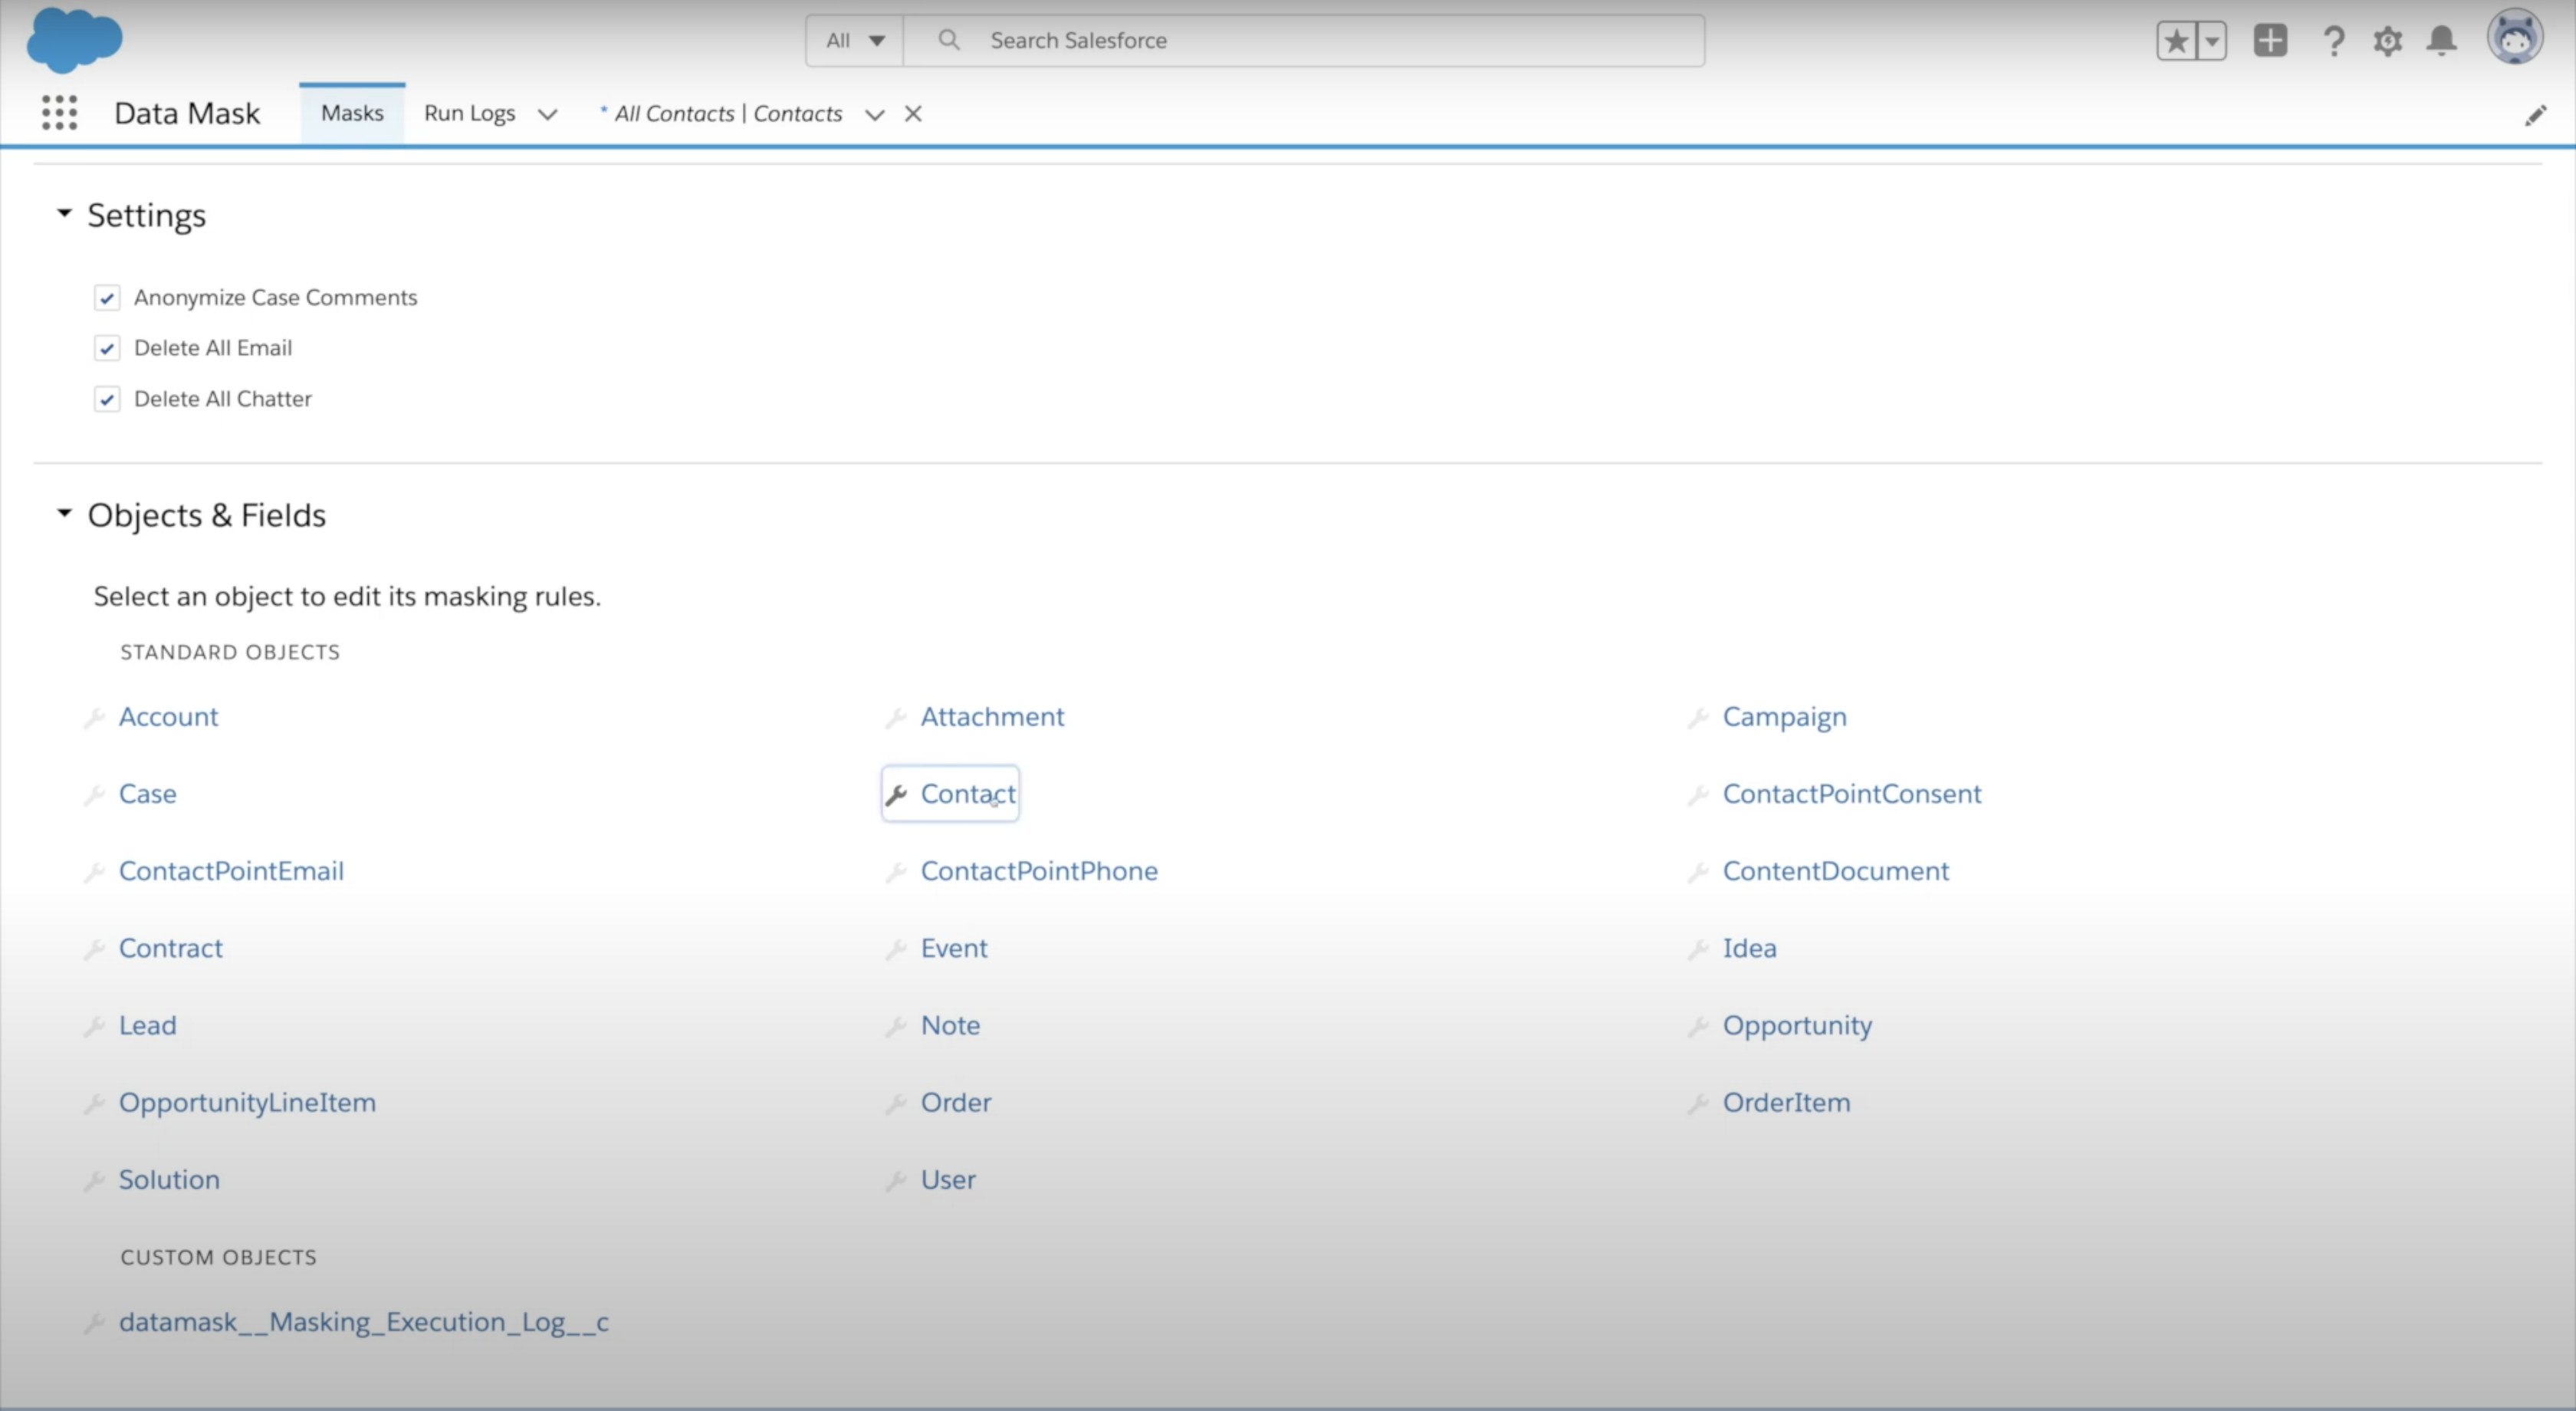 All Search Salesforce
Data Mask Masks Run Logs * All Contacts | Contacts
Settings
Anonymize Case Comments
Delete All Email
Delete All Chatter
Objects & Fields
Select an object to edit its masking rules.
STANDARD OBJECTS
Account Attachment Campaign
Case Contact ContactPointConsent
ContactPointEmail ContactPointPhone ContentDocument
Contract Event Idea
Lead Note Opportunity
OpportunityLineItem Order OrderItem
Solution User
CUSTOM OBJECTS
datamask__Masking_Execution_Log__c